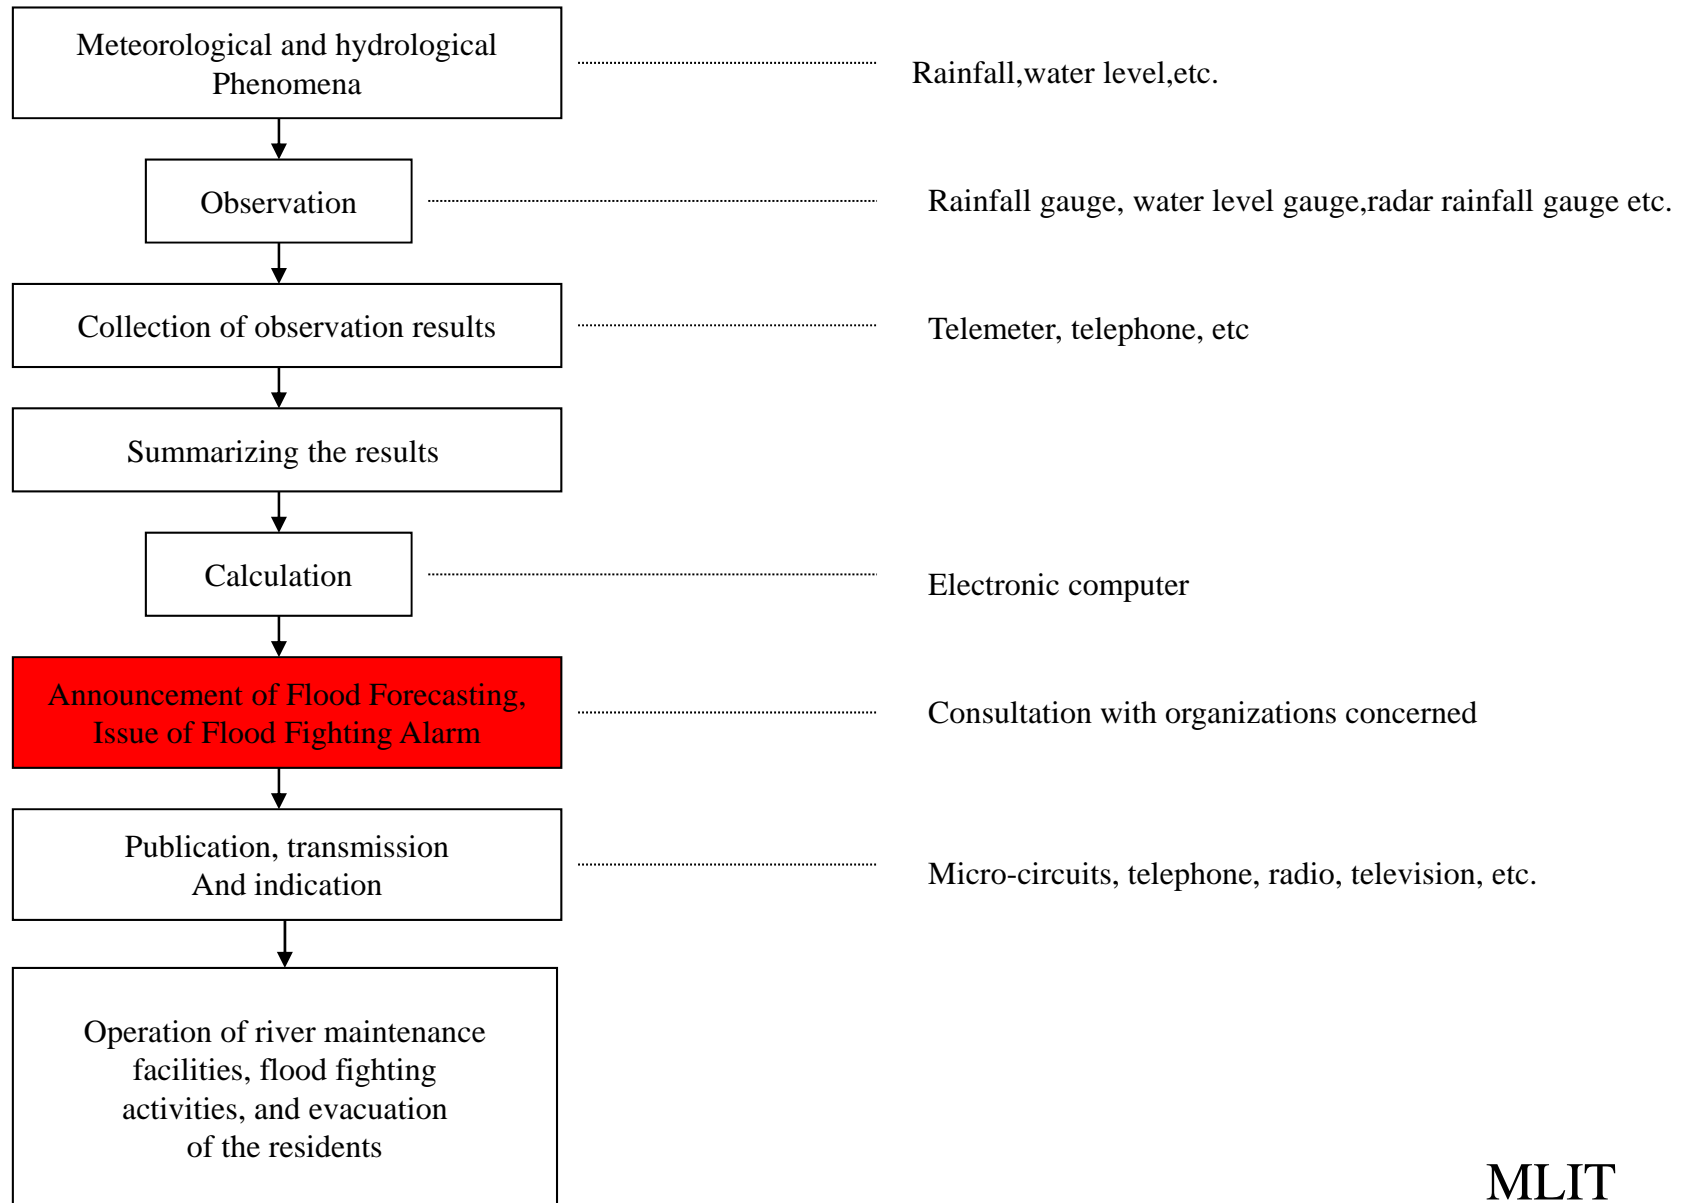 Meteorological and hydrological
Phenomena
Rainfall,water level,etc.
Observation
Rainfall gauge, water level gauge,radar rainfall gauge etc.
Collection of observation results
Telemeter, telephone, etc
Summarizing the results
Calculation
Electronic computer
Announcement of Flood Forecasting,
Issue of Flood Fighting Alarm
Consultation with organizations concerned
Publication, transmission
And indication
Micro-circuits, telephone, radio, television, etc.
Operation of river maintenance
facilities, flood fighting
activities, and evacuation
of the residents
MLIT